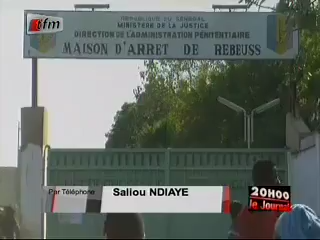 tfm
REPUBLIQUE DU SENEGAL
MINISTERE DE LA JUSTICE
DIRECTION DE L'ADMINISTRATION PENITENTIAIRE
MAISON D'ARRET DE REBEUSS
Par Téléphone
Saliou NDIAYE
20H00
le Journal